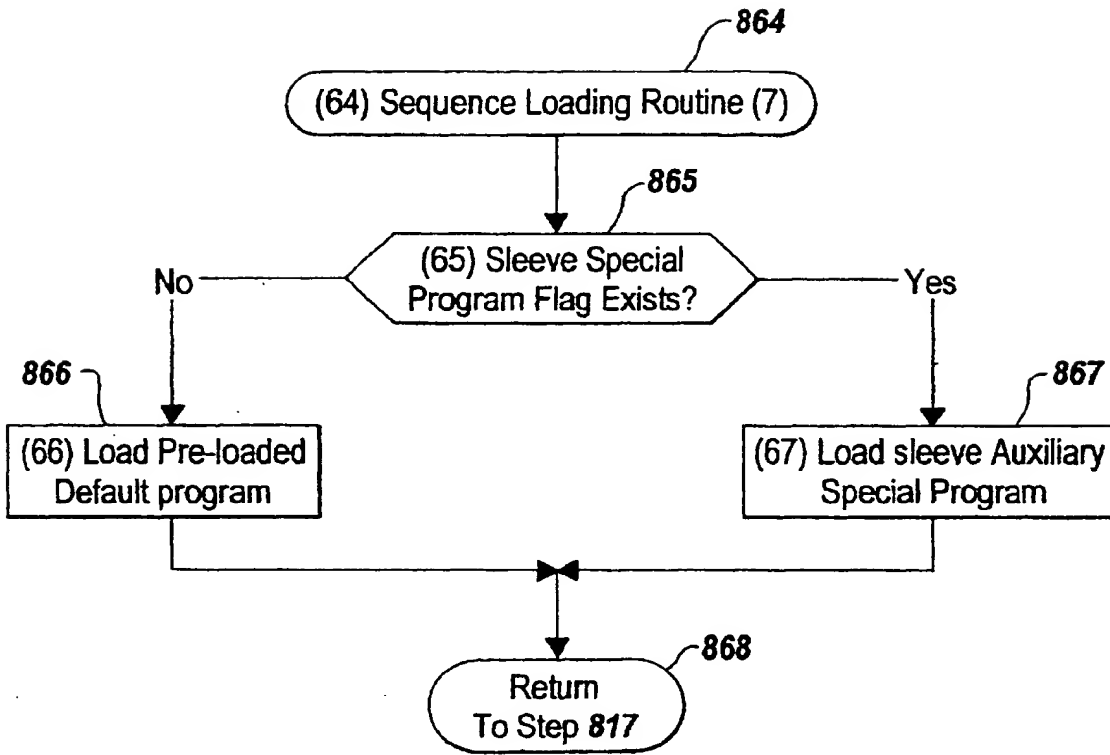 864
(64) Sequence Loading Routine (7)
865
(65) Sleeve Special
Program Flag Exists?
No
Yes
866
867
(66) Load Pre-loaded
Default program
(67) Load sleeve Auxiliary
Special Program
868
Return
To Step 817